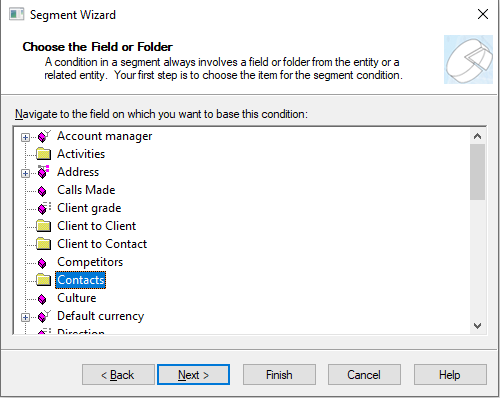 Segment Wizard
Choose the Field or Folder
A condition in a segment always involves a field or folder from the entity or a
related entity. Your first step is to choose the item for the segment condition.
Navigate to the field on which you want to base this condition:
Account manager
Activities
Address
Calls Made
Client grade
Client to Client
Client to Contact
Competitors
Contacts
Culture
Default currency
Direction
< Back Next > Finish Cancel Help